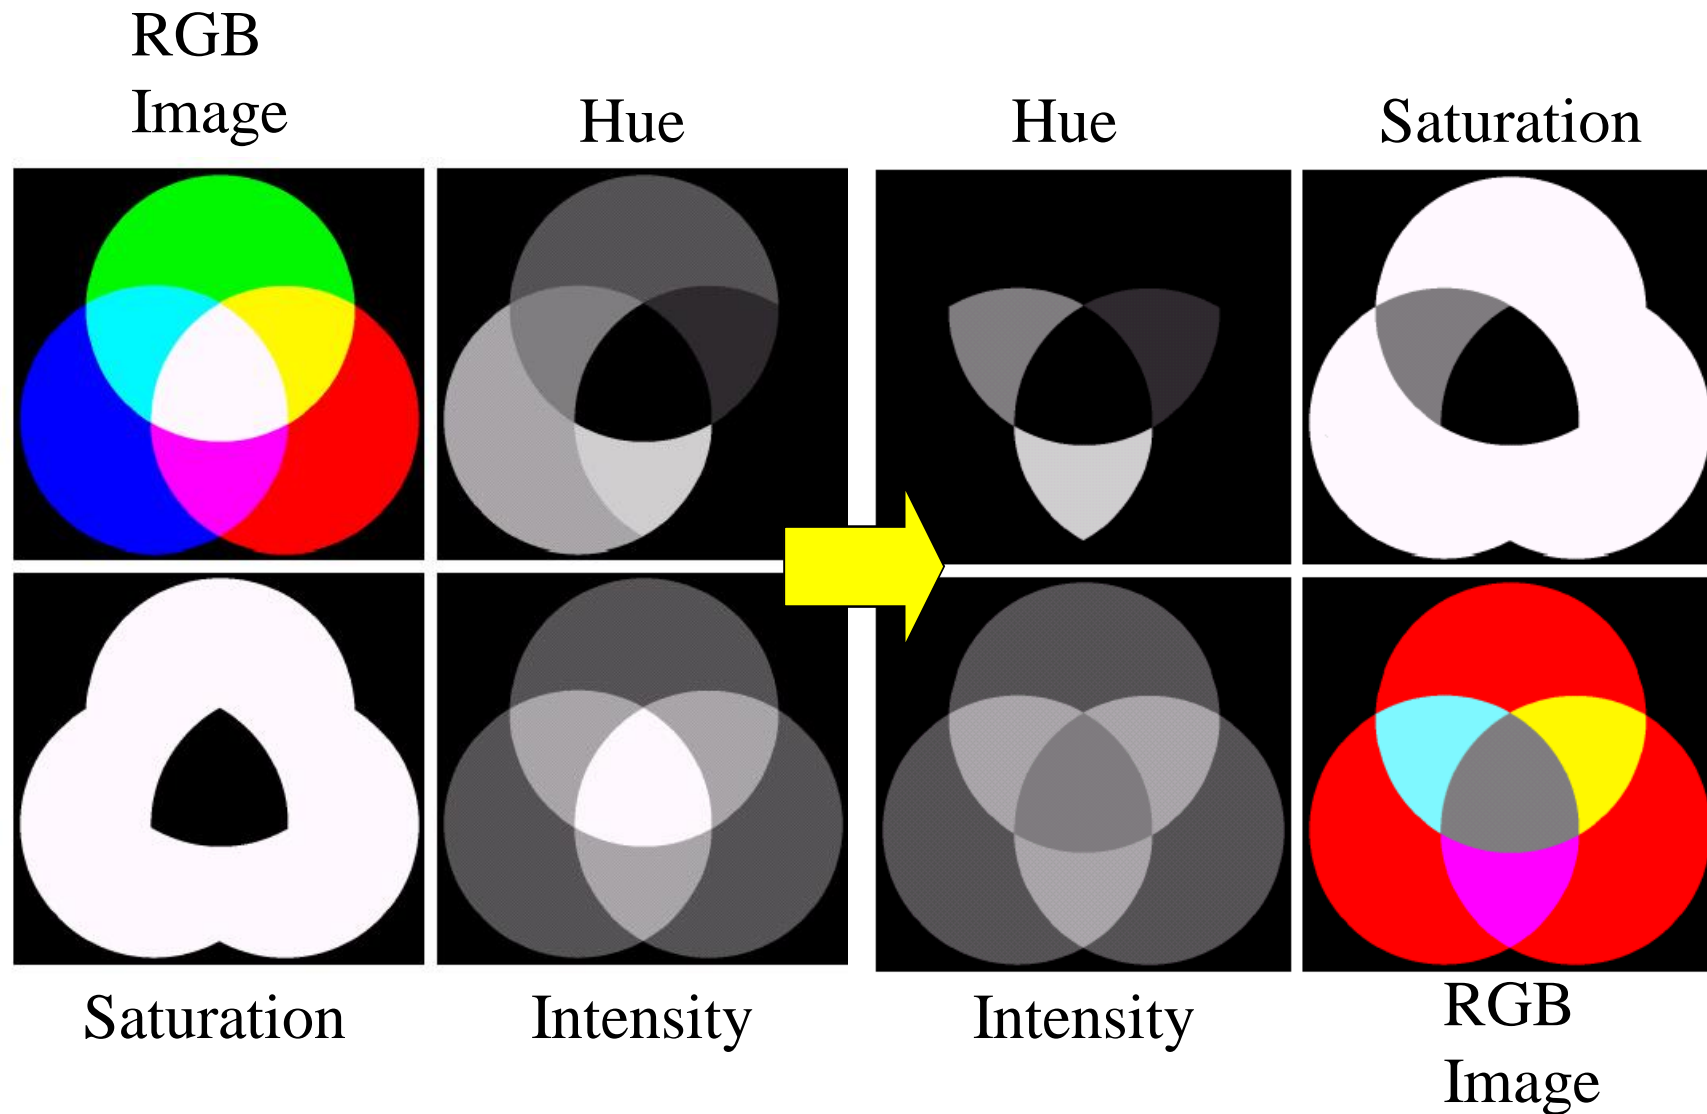 RGB
Image
Hue
Hue
Saturation
Saturation
Intensity
Intensity
RGB
Image